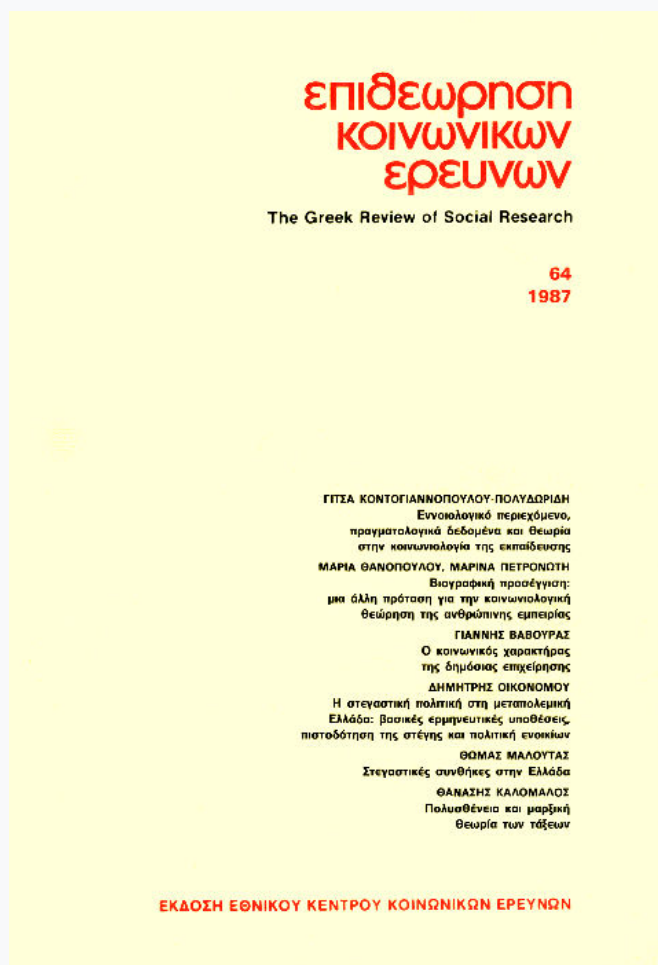 επιθεωρηση
κοινωνικων
ερευνων
The Greek Review of Social Research
64
1987
ΓΙΤΣΑ ΚΟΝΤΟΓΙΑΝΝΟΠΟΥΛΟΥ-ΠΟΛΥΔΩΡΙΔΗ
Εννοιολογικό περιεχόμενο,
πραγματολογικά δεδομένα και θεωρία
στην κοινωνιολογία της εκπαίδευσης
ΜΑΡΙΑ ΘΑΝΟΠΟΥΛΟΥ, ΜΑΡΙΝΑ ΠΕΤΡΟΝΩΤΗ
Βιογραφική προσέγγιση:
μια άλλη πρόταση για την κοινωνιολογική
θεώρηση της ανθρώπινης εμπειρίας
ΓΙΑΝΝΗΣ ΒΑΒΟΥΡΑΣ
Ο κοινωνικός χαρακτήρας
της δημόσιας επιχείρησης
ΔΗΜΗΤΡΗΣ ΟΙΚΟΝΟΜΟΥ
Η στεγαστική πολιτική στη μεταπολεμική
Ελλάδα: βασικές ερμηνευτικές υποθέσεις,
πιστοδότηση της στέγης και πολιτική ενοικίων
ΘΩΜΑΣ ΜΑΛΟΥΤΑΣ
Στεγαστικές συνθήκες στην Ελλάδα
ΘΑΝΑΣΗΣ ΚΑΛΟΜΑΛΟΣ
Πολυσθένεια και μαρξική
θεωρία των τάξεων
ΕΚΔΟΣΗ ΕΘΝΙΚΟΥ ΚΕΝΤΡΟΥ ΚΟΙΝΩΝΙΚΩΝ ΕΡΕΥΝΩΝ